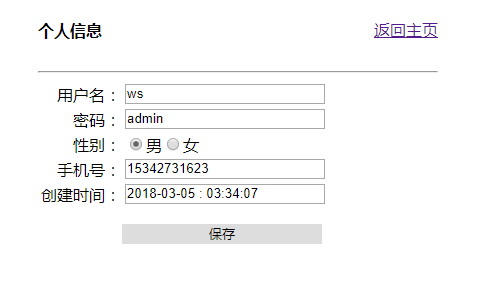 个人信息 返回主页
用户名： ws
密码： admin
性别： 男 女
手机号： 15342731623
创建时间： 2018-03-05 : 03:34:07
保存